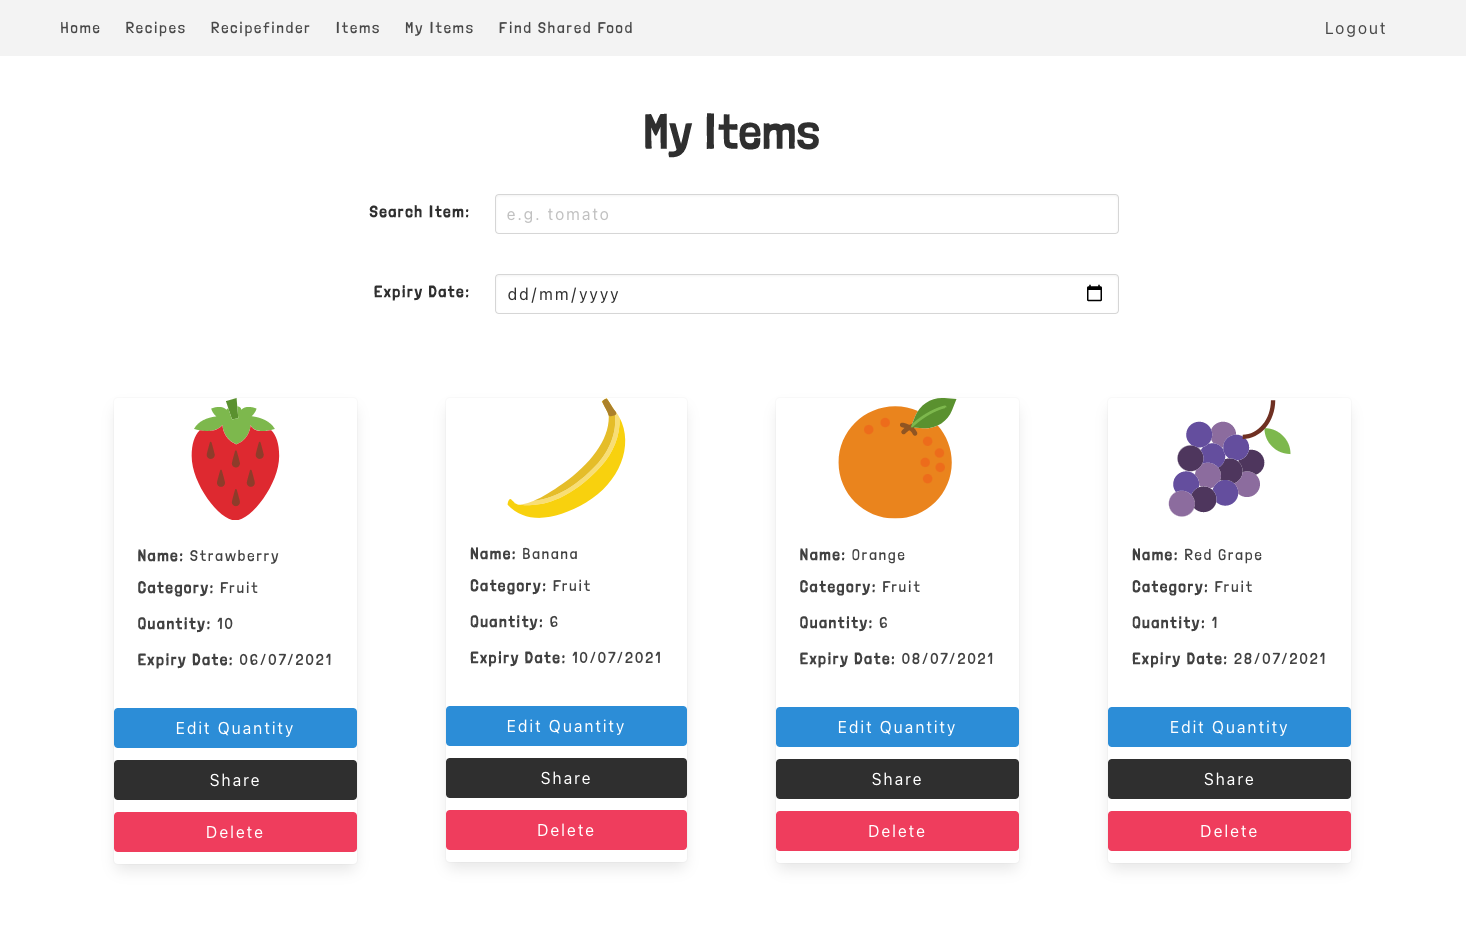 Home Recipes Recipefinder Items My Items Find Shared Food Logout
My Items
Search Item: e.g. tomato
Expiry Date: dd/mm/yyyy
Name: Strawberry
Category: Fruit
Quantity: 10
Expiry Date: 06/07/2021
Edit Quantity
Share
Delete
Name: Banana
Category: Fruit
Quantity: 6
Expiry Date: 10/07/2021
Edit Quantity
Share
Delete
Name: Orange
Category: Fruit
Quantity: 6
Expiry Date: 08/07/2021
Edit Quantity
Share
Delete
Name: Red Grape
Category: Fruit
Quantity: 1
Expiry Date: 28/07/2021
Edit Quantity
Share
Delete